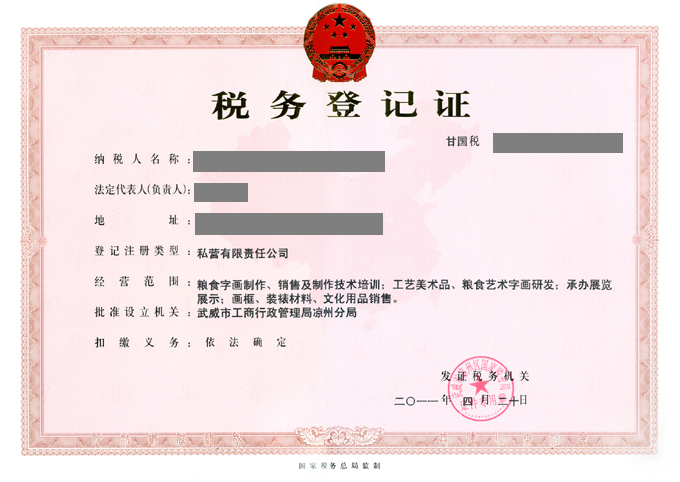 税务登记证
甘国税
纳税人名称：
法定代表人(负责人)：
地址：
登记注册类型：私营有限责任公司
经营范围：粮食字画制作、销售及制作技术培训；工艺美术品、粮食艺术字画研发；承办展览
展示；画框、装裱材料、文化用品销售。
批准设立机关：武威市工商行政管理局凉州分局
扣缴义务：依法确定
发证税务机关
二〇一一年四月二十日
国家税务总局监制